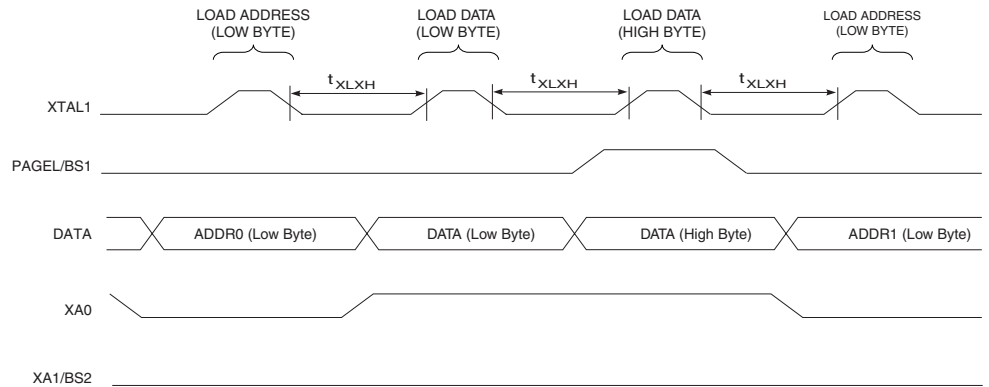 LOAD ADDRESS
(LOW BYTE)
LOAD DATA
(LOW BYTE)
LOAD DATA
(HIGH BYTE)
LOAD ADDRESS
(LOW BYTE)
XTAL1
tXLXH
tXLXH
tXLXH
PAGEL/BS1
DATA
ADDR0 (Low Byte)
DATA (Low Byte)
DATA (High Byte)
ADDR1 (Low Byte)
XA0
XA1/BS2